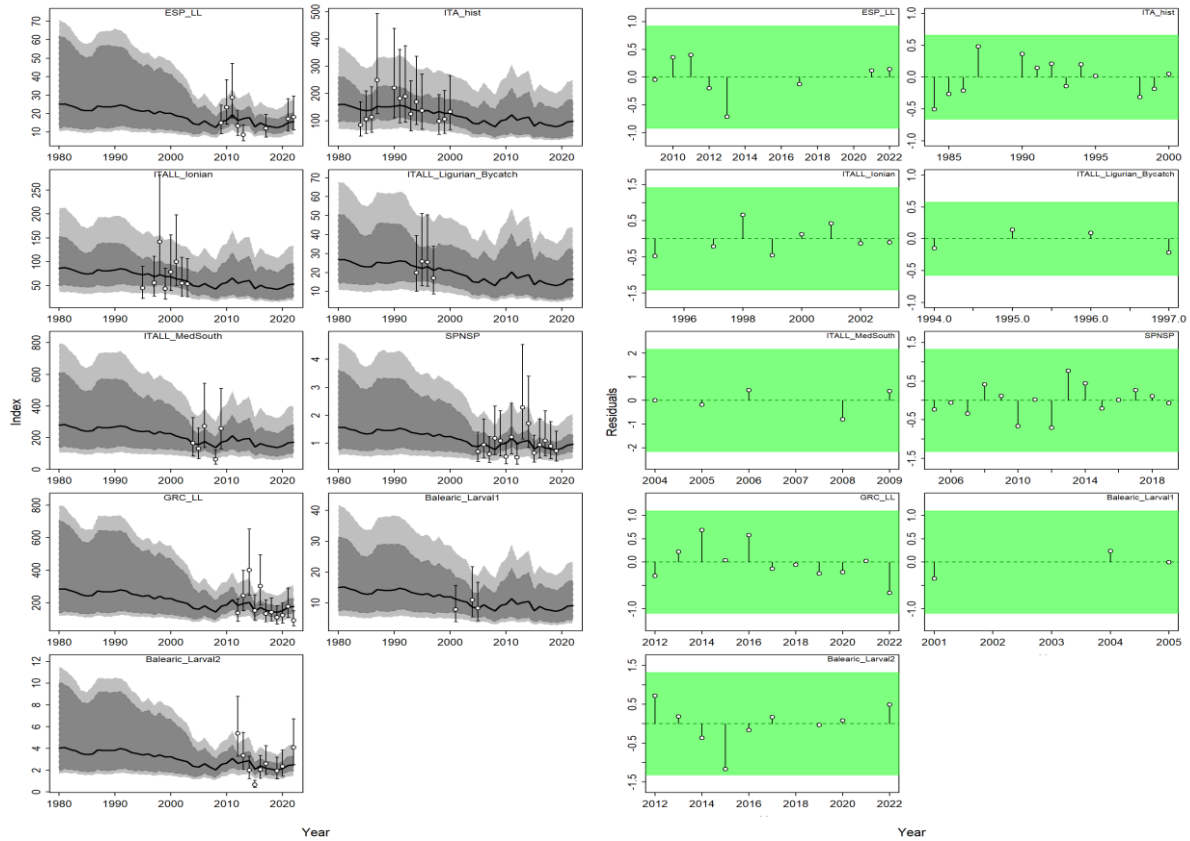 ESP_LL
70
60
50
40
30
20
10
1980 1990 2000 2010 2020
ITA_hist
500
400
300
200
100
1980 1990 2000 2010 2020
ITALL_Ionian
250
200
150
100
50
1980 1990 2000 2010 2020
ITALL_Ligurian_Bycatch
60
50
40
30
20
10
1980 1990 2000 2010 2020
Index
ITALL_MedSouth
800
600
400
200
0
1980 1990 2000 2010 2020
SPNSP
4
3
2
1
1980 1990 2000 2010 2020
GRC_LL
800
600
400
200
1980 1990 2000 2010 2020
Balearic_Larval1
40
30
20
10
1980 1990 2000 2010 2020
Balearic_Larval2
12
10
8
6
4
2
0
1980 1990 2000 2010 2020
Year
ESP_LL
1.0
0.5
0.0
-0.5
-1.0
2010 2012 2014 2016 2018 2020 2022
ITA_hist
1.0
0.5
0.0
-0.5
-1.0
1985 1990 1995 2000
ITALL_Ionian
1.5
0.5
-0.5
-1.5
1996 1998 2000 2002
ITALL_Ligurian_Bycatch
1.0
0.5
0.0
-0.5
-1.0
1994.0 1995.0 1996.0 1997.0
Residuals
ITALL_MedSouth
2
1
0
-1
-2
2004 2005 2006 2007 2008 2009
SPNSP
1.5
0.5
-0.5
-1.5
2006 2010 2014 2018
GRC_LL
1.0
0.5
0.0
-1.0
2012 2014 2016 2018 2020 2022
Balearic_Larval1
1.0
0.5
0.0
-0.5
-1.0
2001 2002 2003 2004 2005
Balearic_Larval2
1.5
0.5
-0.5
-1.5
2012 2014 2016 2018 2020 2022
Year